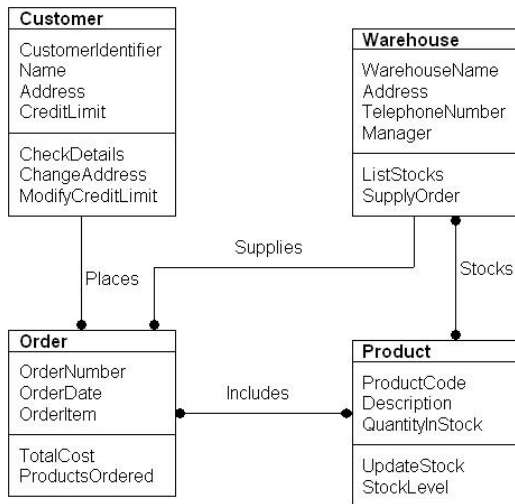 Customer
CustomerIdentifier
Name
Address
CreditLimit
CheckDetails
ChangeAddress
ModifyCreditLimit
Warehouse
WarehouseName
Address
TelephoneNumber
Manager
ListStocks
SupplyOrder
Supplies
Places
Stocks
Order
OrderNumber
OrderDate
OrderItem
TotalCost
ProductsOrdered
Includes
Product
ProductCode
Description
QuantityInStock
UpdateStock
StockLevel